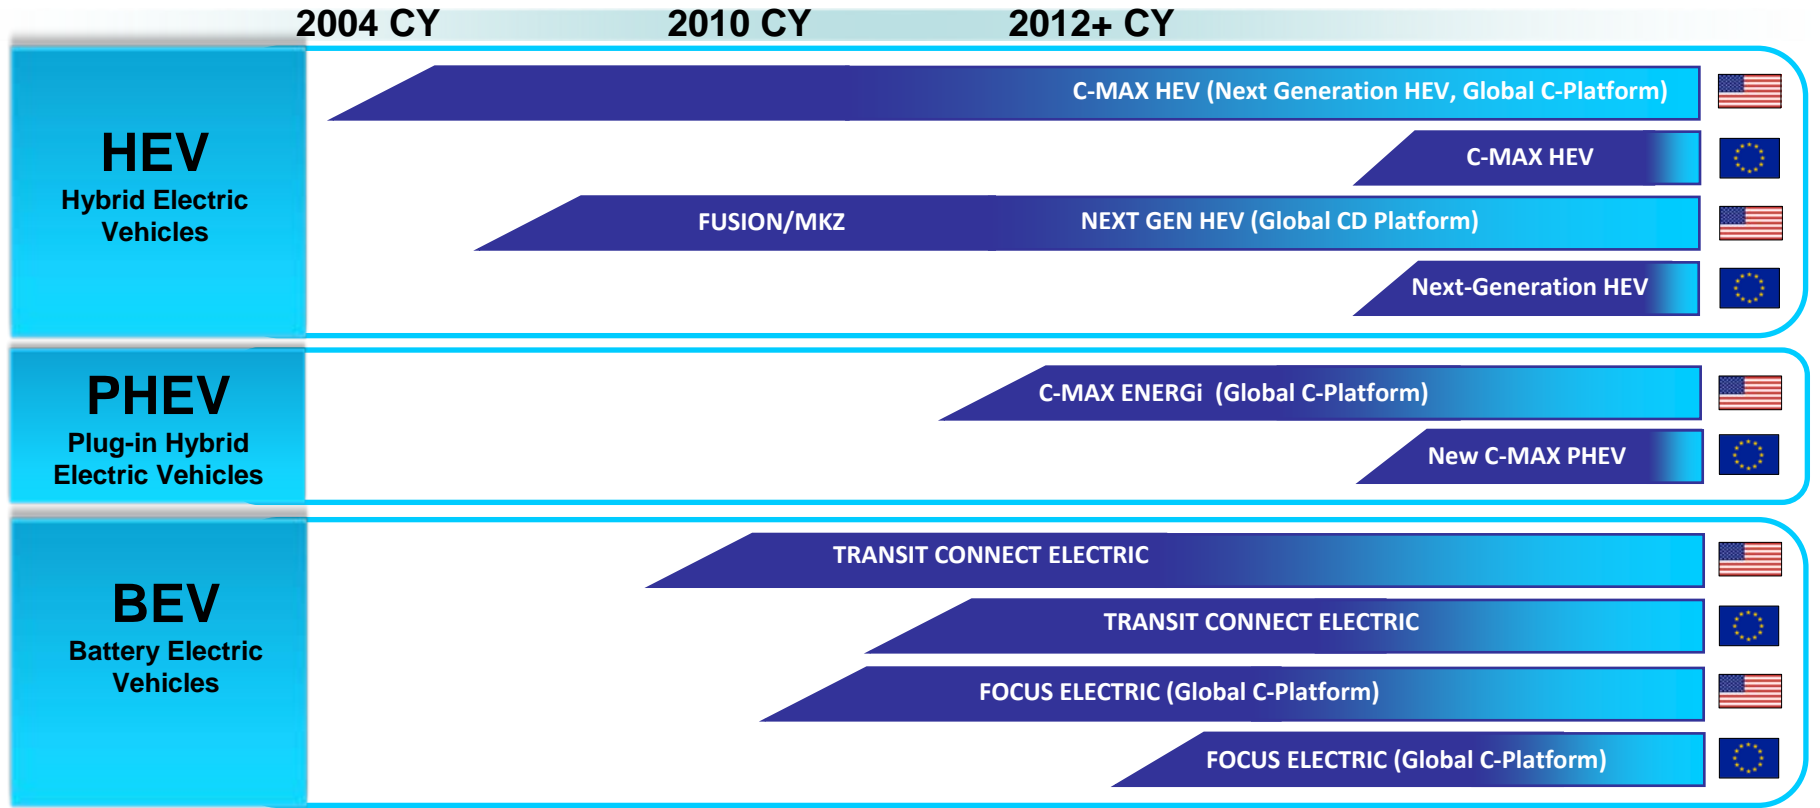 2004 CY 2010 CY 2012+ CY
HEV
Hybrid Electric
Vehicles
C-MAX HEV (Next Generation HEV, Global C-Platform)
C-MAX HEV
FUSION/MKZ NEXT GEN HEV (Global CD Platform)
Next-Generation HEV
PHEV
Plug-in Hybrid
Electric Vehicles
C-MAX ENERGi (Global C-Platform)
New C-MAX PHEV
BEV
Battery Electric
Vehicles
TRANSIT CONNECT ELECTRIC
TRANSIT CONNECT ELECTRIC
FOCUS ELECTRIC (Global C-Platform)
FOCUS ELECTRIC (Global C-Platform)